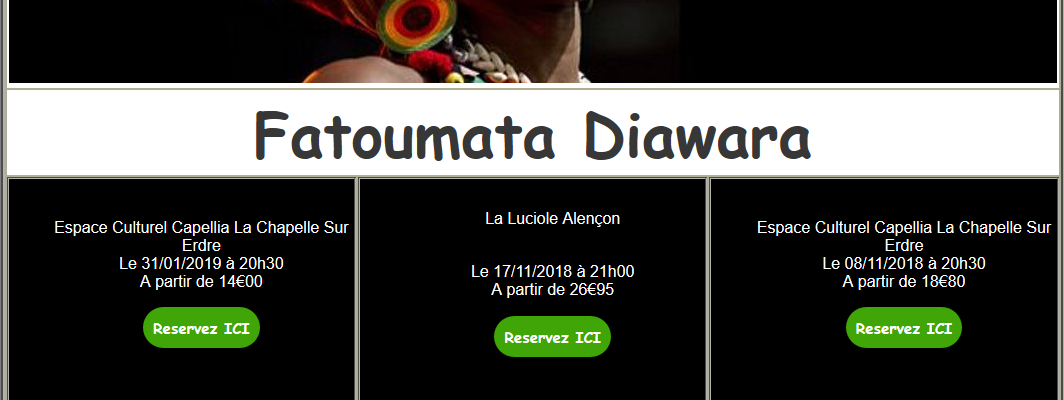 Fatoumata Diawara
Espace Culturel Capellia La Chapelle Sur
Erdre
Le 31/01/2019 à 20h30
A partir de 14€00
Reservez ICI
La Luciole Alençon
Le 17/11/2018 à 21h00
A partir de 26€95
Reservez ICI
Espace Culturel Capellia La Chapelle Sur
Erdre
Le 08/11/2018 à 20h30
A partir de 18€80
Reservez ICI